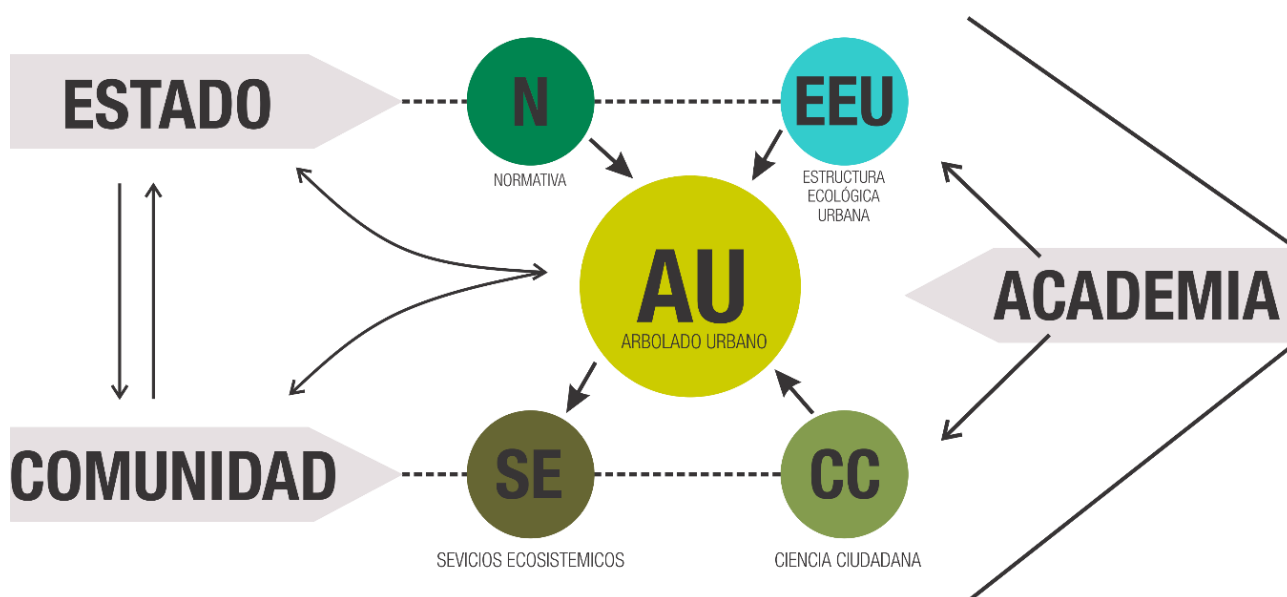 ESTADO
N
NORMATIVA
EEU
ESTRUCTURA
ECOLÓGICA
URBANA
AU
ARBOLADO URBANO
ACADEMIA
COMUNIDAD
SE
SEVICIOS ECOSISTEMICOS
CC
CIENCIA CIUDADANA